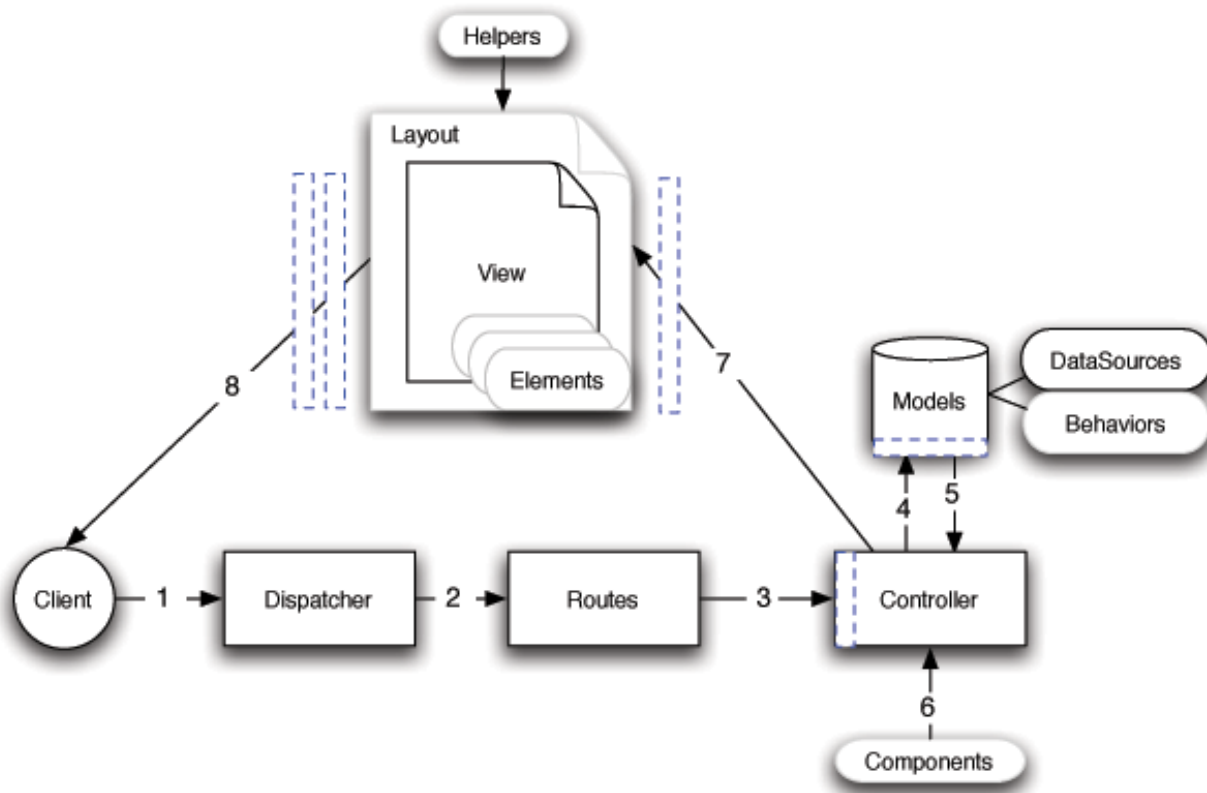 Helpers
Layout
View
Elements
8
7
DataSources
Models
Behaviors
4
5
Client
1
Dispatcher
2
Routes
3
Controller
6
Components